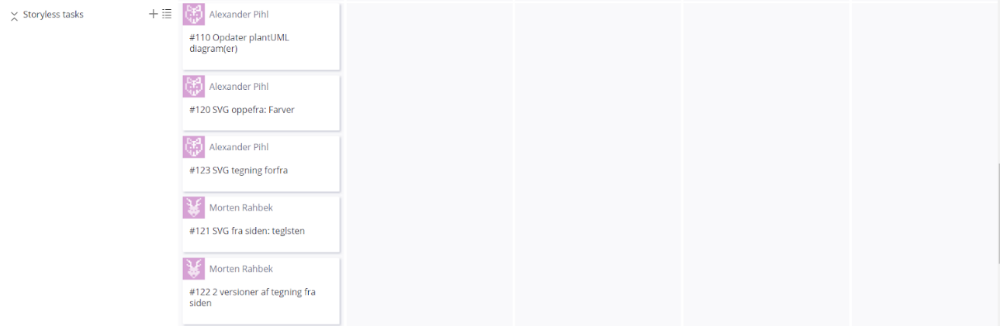 Storyless tasks
Alexander Pihl
#110 Opdater plantUML
diagram(er)
Alexander Pihl
#120 SVG oppefra: Farver
Alexander Pihl
#123 SVG tegning forfra
Morten Rahbek
#121 SVG fra siden: teglsten
Morten Rahbek
#122 2 versioner af tegning fra
siden